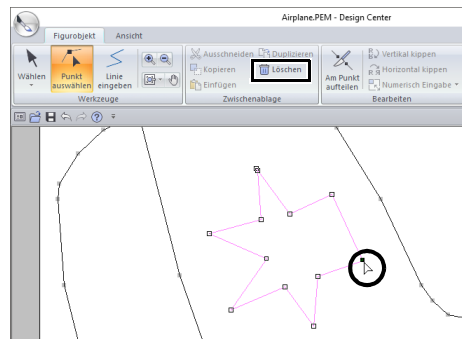 Airplane.PEM - Design Center
Figurobjekt Ansicht
Wählen
Punkt auswählen
Linie eingeben
Werkzeuge
Ausschneiden Duplizieren
Kopieren Löschen
Einfügen
Zwischenablage
Am Punkt aufteilen
Vertikal kippen
Horizontal kippen
Numerisch Eingabe
Bearbeiten